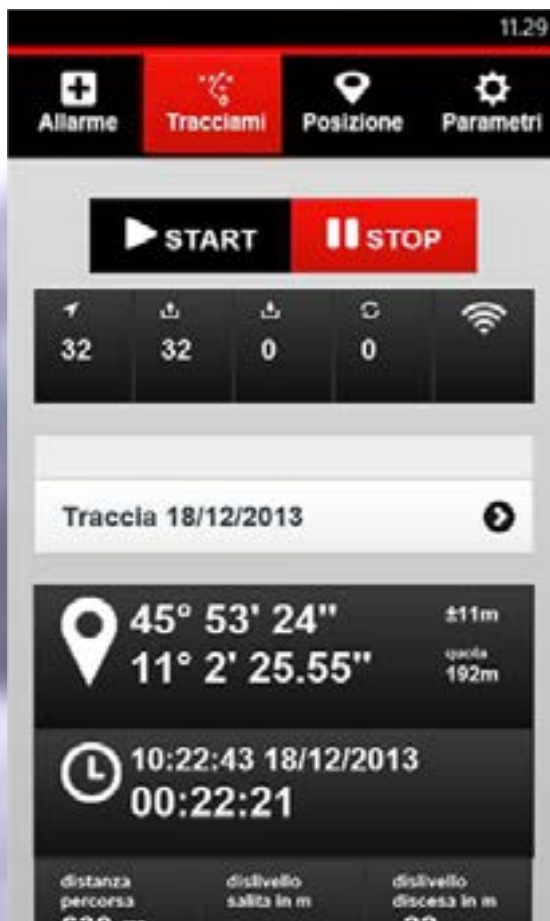 11.29
Allarme Tracciami Posizione Parametri
START STOP
32 32 0 0
Traccia 18/12/2013
45° 53' 24" ±11m
11° 2' 25.55" quota 192m
10:22:43 18/12/2013
00:22:21
distanza dislivello dislivello
percorsa salita in m discesa in m